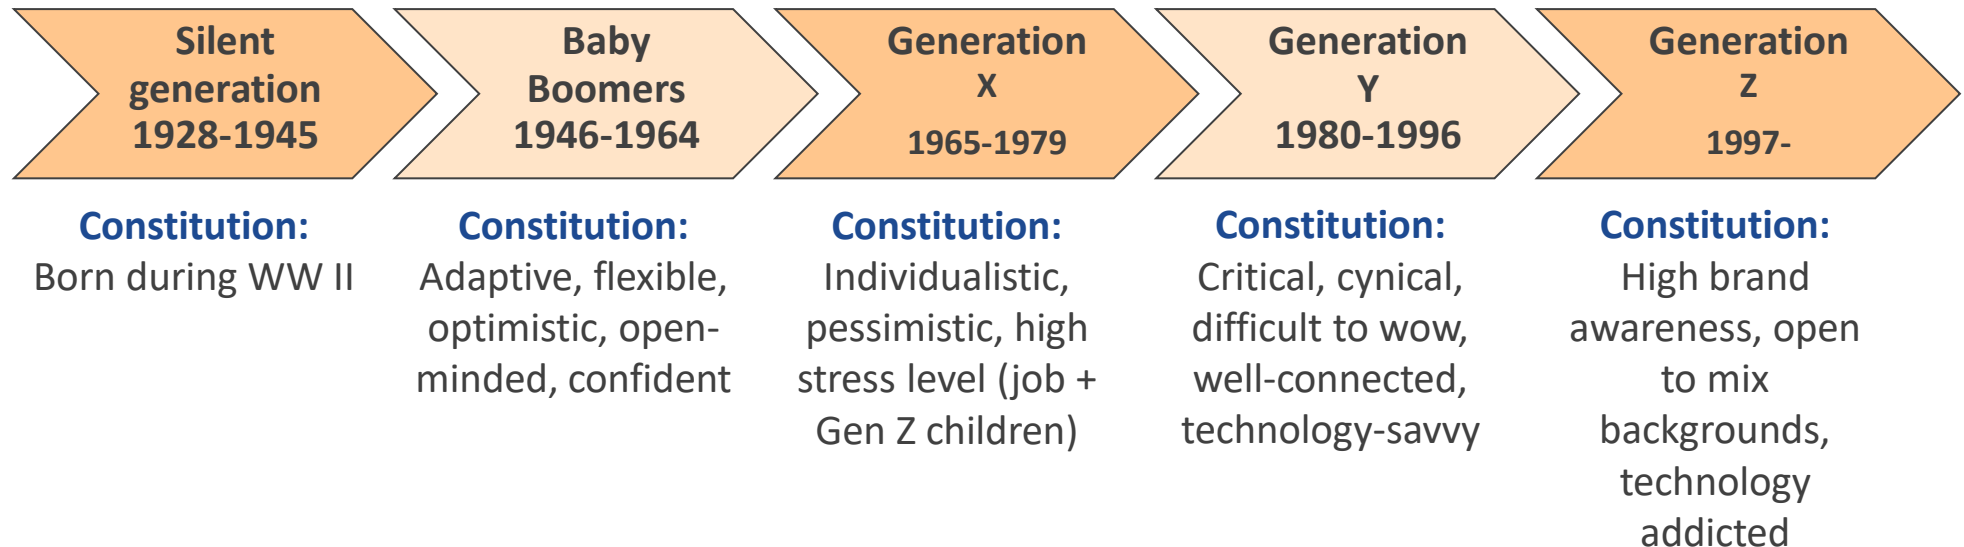 Silent
generation
1928-1945
Baby
Boomers
1946-1964
Generation
X
1965-1979
Generation
Y
1980-1996
Generation
Z
1997-
Constitution:
Born during WW II
Constitution:
Adaptive, flexible,
optimistic, open-
minded, confident
Constitution:
Individualistic,
pessimistic, high
stress level (job +
Gen Z children)
Constitution:
Critical, cynical,
difficult to wow,
well-connected,
technology-savvy
Constitution:
High brand
awareness, open
to mix
backgrounds,
technology
addicted